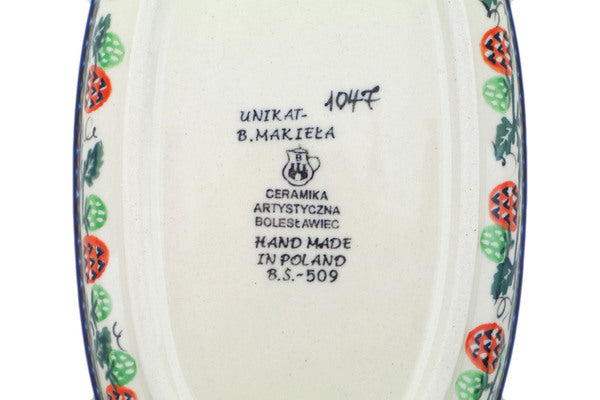 UNIKAT- 1047
B. MAKIEŁA
B
CERAMIKA
ARTYSTYCZNA
BOLESŁAWIEC
HAND MADE
IN POLAND
B.Ś.-509